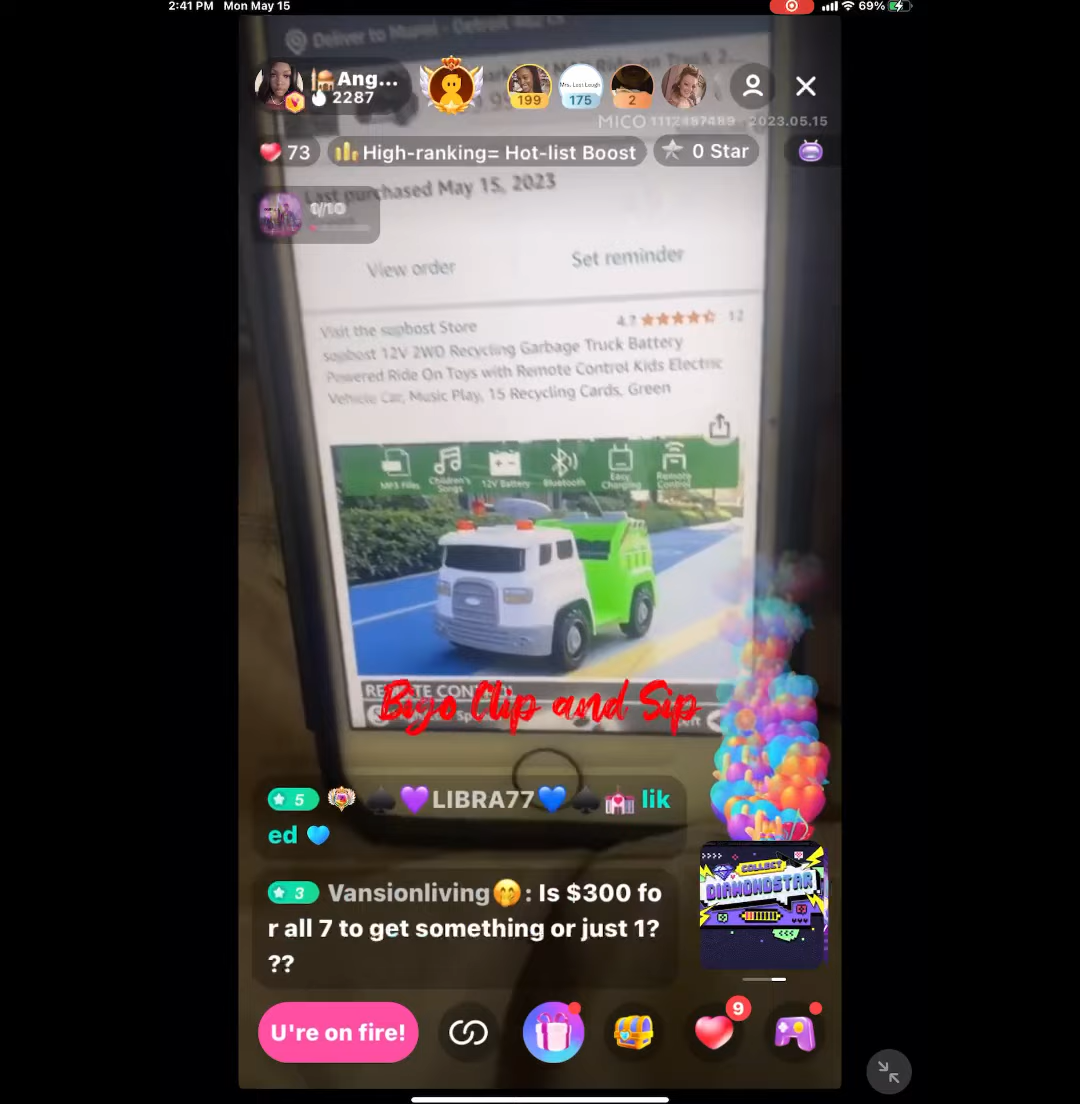 2:41 PM Mon May 15
69%
Deliver to
Ang...
2287
199
Mrs. Lost Laugh
175
2
MICO 1112487489 2023.05.15
73
High-ranking= Hot-list Boost
0 Star
Last purchased May 15, 2023
View order
Set reminder
Visit the sopbost Store
4.7
12
sopbost 12V 2WD Recycling Garbage Truck Battery
Powered Ride On Toys with Remote Control Kids Electric
Vehicle Car, Music Play, 15 Recycling Cards, Green
MP3 Files
Children's
Songs
12V Battery
Bluetooth
Easy
Charging
Remote
Control
Bigo Clip and Sip
5
LIBRA77
lik
ed
3
Vansionliving🤭: Is $300 fo
r all 7 to get something or just 1?
??
COLLECT
DIAMONDSTAR
U're on fire!
9